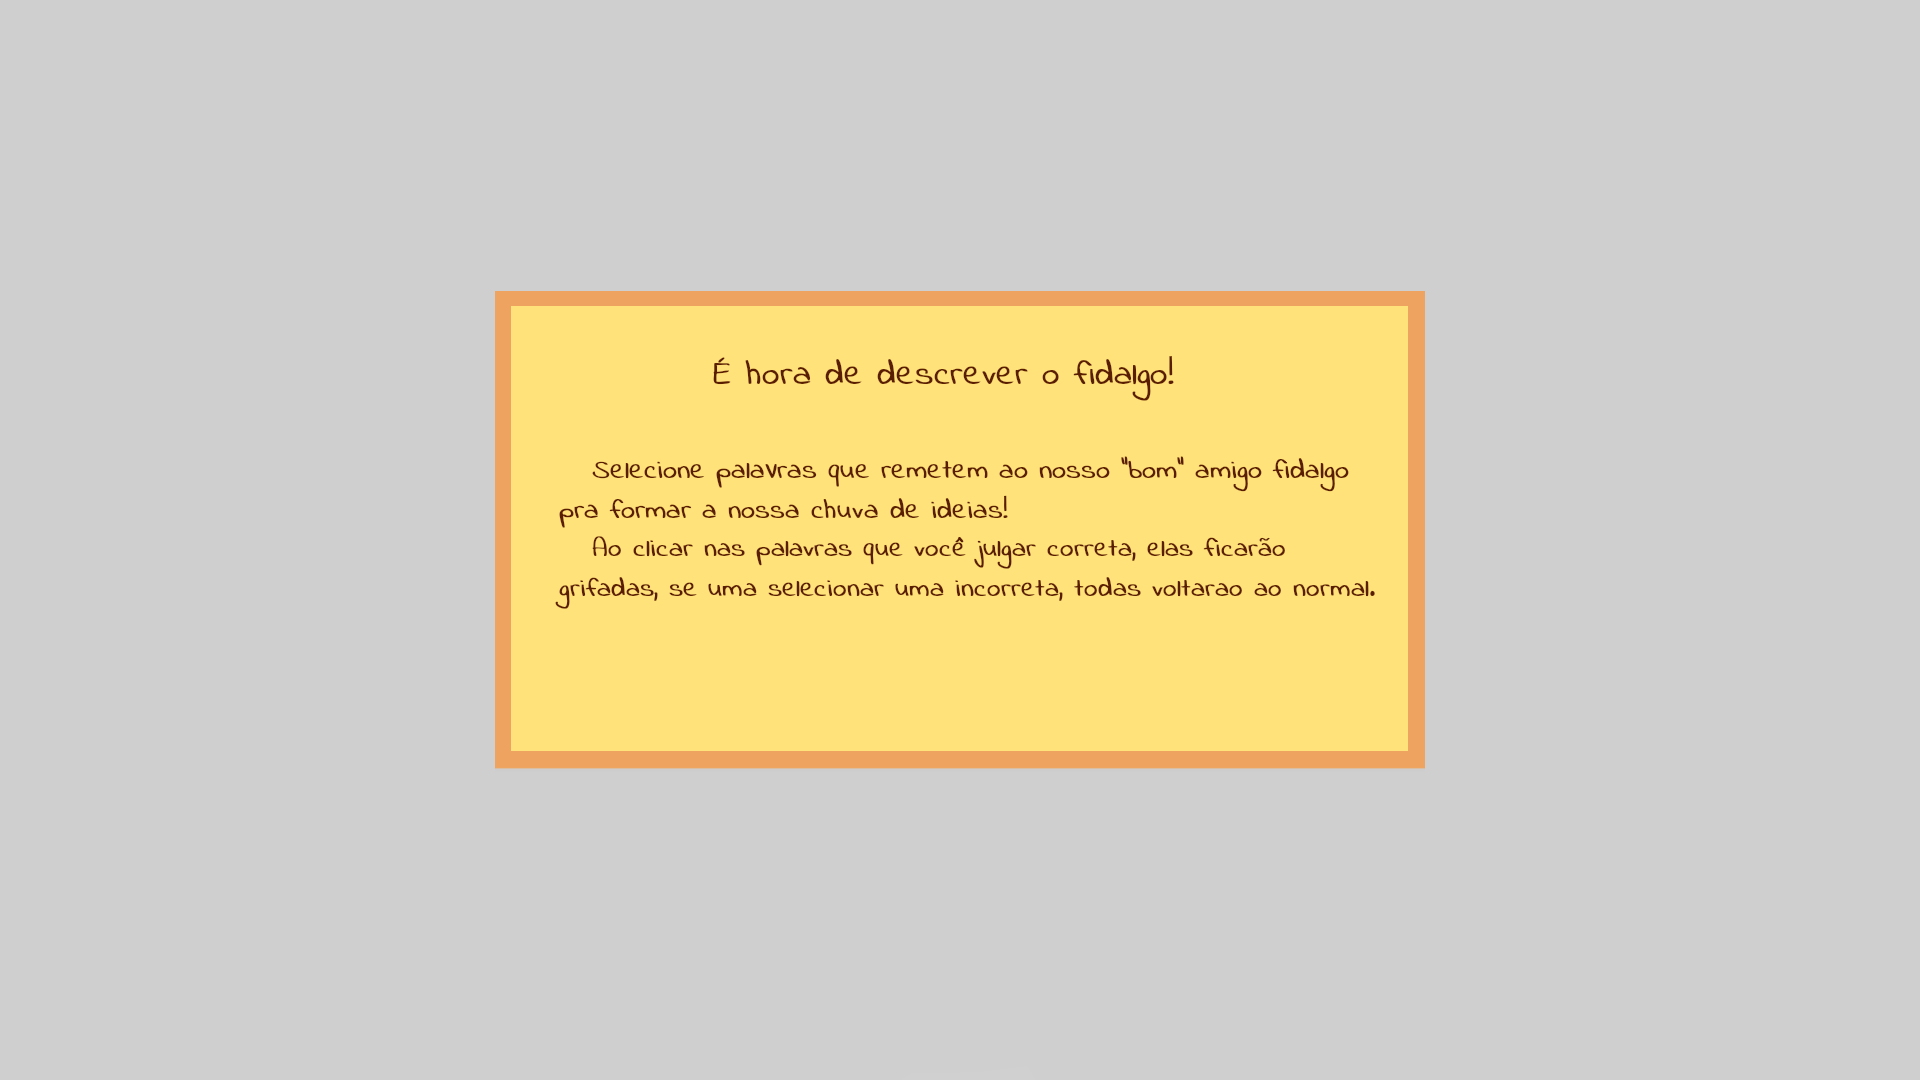 É hora de descrever o fidalgo!
Selecione palavras que remetem ao nosso "bom" amigo fidalgo
pra formar a nossa chuva de ideias!
Ao clicar nas palavras que você julgar correta, elas ficarão
grifadas, se uma selecionar uma incorreta, todas voltarao ao normal.